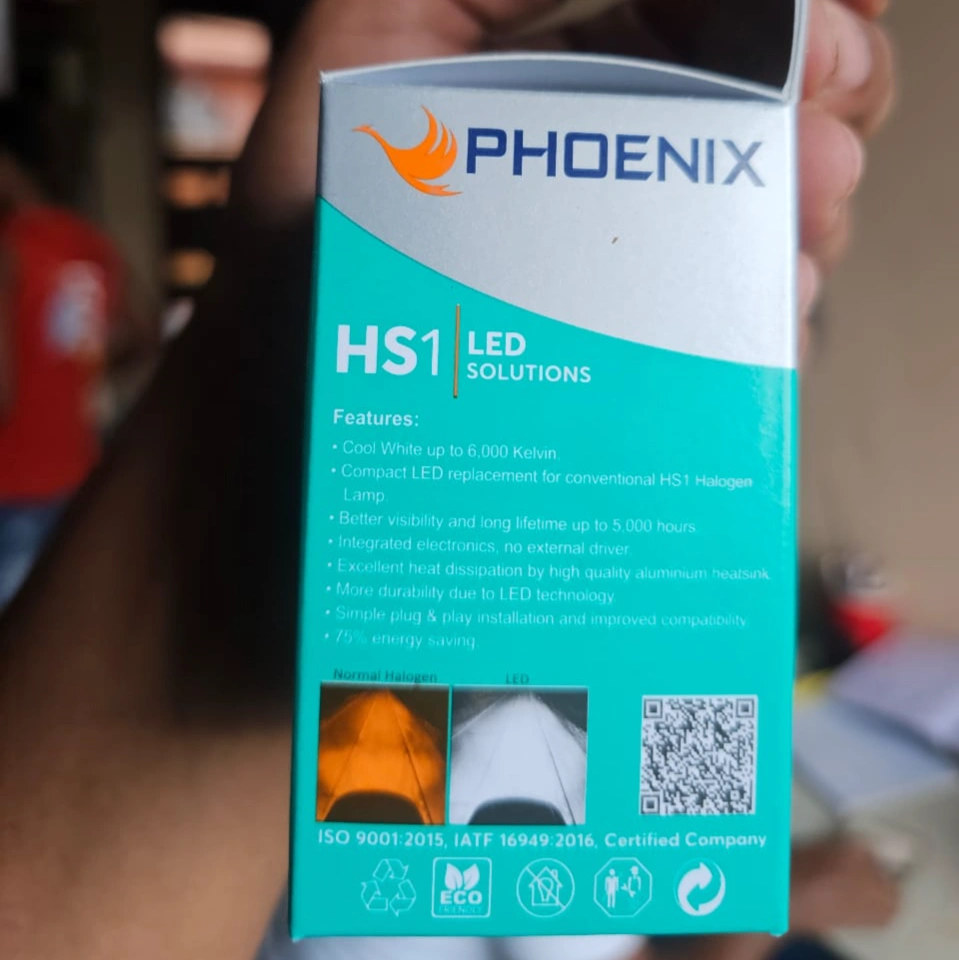 PHOENIX
HS1
LED
SOLUTIONS
Features:
• Cool White up to 6,000 Kelvin.
• Compact LED replacement for conventional HS1 Halogen
Lamp.
• Better visibility and long lifetime up to 5,000 hours.
• Integrated electronics, no external driver.
• Excellent heat dissipation by high quality aluminium heatsink.
• More durability due to LED technology.
• Simple plug & play installation and improved compatibility.
• 75% energy saving.
Normal Halogen LED
ISO 9001:2015, IATF 16949:2016, Certified Company
ECO
FRIENDLY